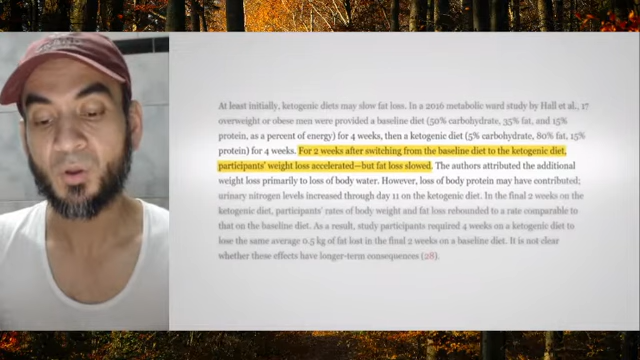 At least initially, ketogenic diets may slow fat loss. In a 2016 metabolic ward study by Hall et al., 17
overweight or obese men were provided a baseline diet (50% carbohydrate, 35% fat, and 15%
protein, as a percent of energy) for 4 weeks, then a ketogenic diet (5% carbohydrate, 80% fat, 15%
protein) for 4 weeks. For 2 weeks after switching from the baseline diet to the ketogenic diet,
participants' weight loss accelerated—but fat loss slowed. The authors attributed the additional
weight loss primarily to loss of body water. However, loss of body protein may have contributed;
urinary nitrogen levels increased through day 11 on the ketogenic diet. In the final 2 weeks on the
ketogenic diet, participants' rates of body weight and fat loss rebounded to a rate comparable to
that on the baseline diet. As a result, study participants required 4 weeks on a ketogenic diet to
lose the same average 0.5 kg of fat lost in the final 2 weeks on a baseline diet. It is not clear
whether these effects have longer-term consequences (28).